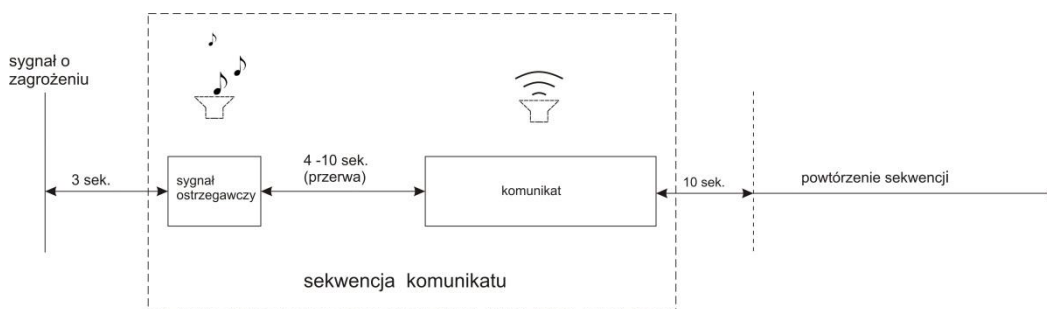 sygnał o
zagrożeniu
3 sek.
sygnał
ostrzegawczy
4 -10 sek.
(przerwa)
komunikat
10 sek.
powtórzenie sekwencji
sekwencja komunikatu